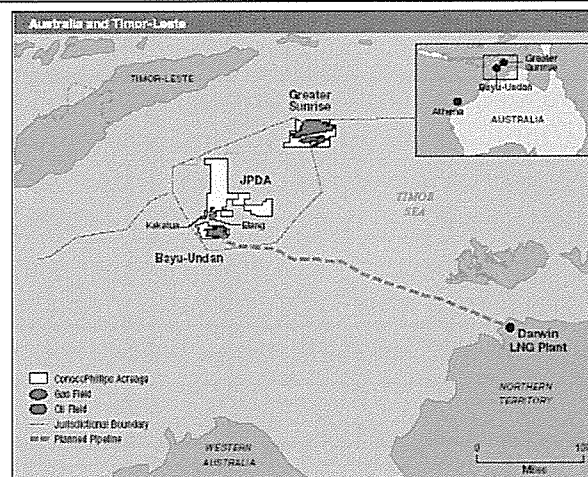 Australia and Timor-Leste
TIMOR-LESTE
Greater
Sunrise
JPDA
Kakatua
Elang
Bayu-Undan
TIMOR
SEA
Greater
Sunrise
Bayu-Undan
Athena
AUSTRALIA
Darwin
LNG Plant
NORTHERN
TERRITORY
WESTERN
AUSTRALIA
ConocoPhillips Acreage
Gas Field
Oil Field
Jurisdictional Boundary
Planned Pipeline
0 100
Miles